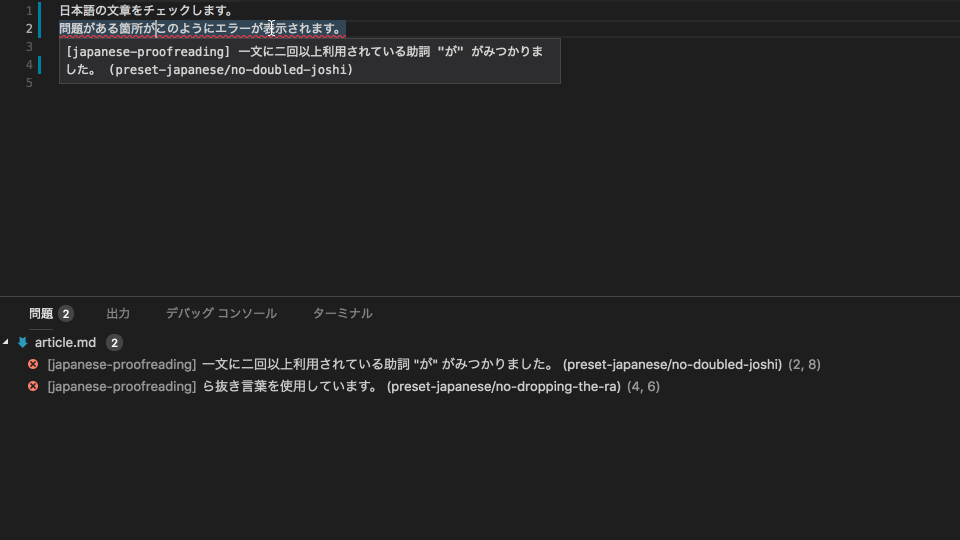 1 日本語の文章をチェックします。
2 問題がある箇所がこのようにエラーが表示されます。
3
[japanese-proofreading] 一文に二回以上利用されている助詞 "が" がみつかりま
4
した。 (preset-japanese/no-doubled-joshi)
5
問題 2 出力 デバッグ コンソール ターミナル
article.md 2
[japanese-proofreading] 一文に二回以上利用されている助詞 "が" がみつかりました。 (preset-japanese/no-doubled-joshi) (2, 8)
[japanese-proofreading] ら抜き言葉を使用しています。 (preset-japanese/no-dropping-the-ra) (4, 6)